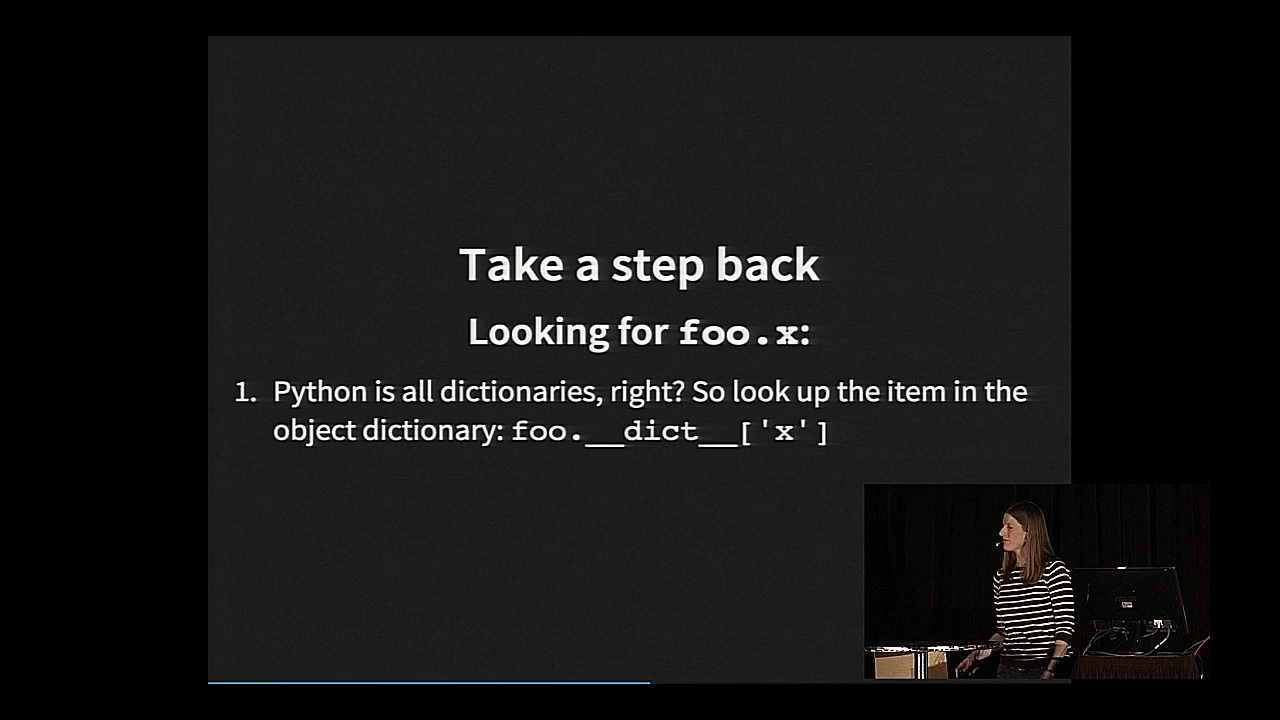 Take a step back
Looking for foo.x:
1. Python is all dictionaries, right? So look up the item in the
object dictionary: foo.__dict__['x']